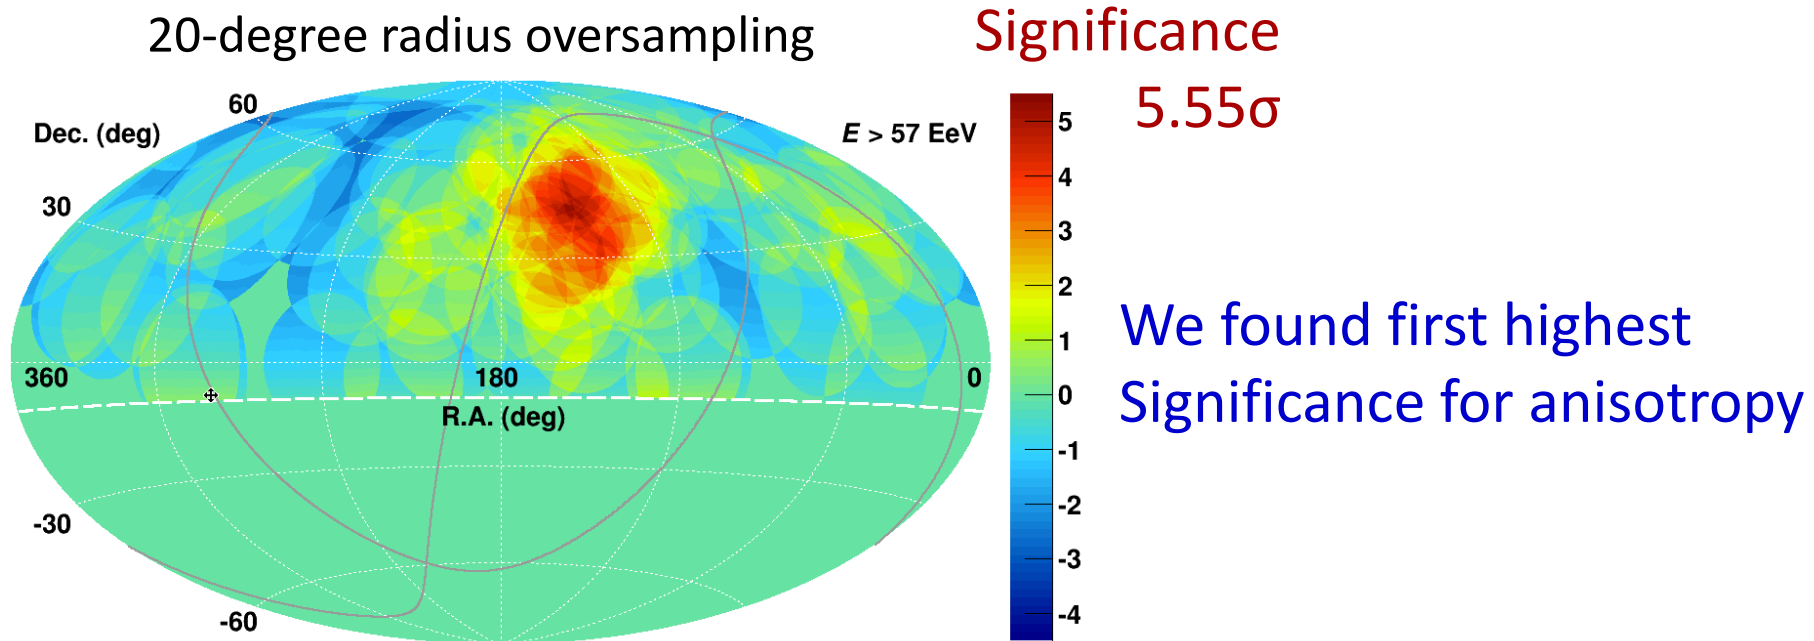 20-degree radius oversampling
Significance
5.55σ
60
Dec. (deg)
E > 57 EeV
30
360
180
0
R.A. (deg)
-30
-60
5
4
3
2
1
0
-1
-2
-3
-4
We found first highest
Significance for anisotropy